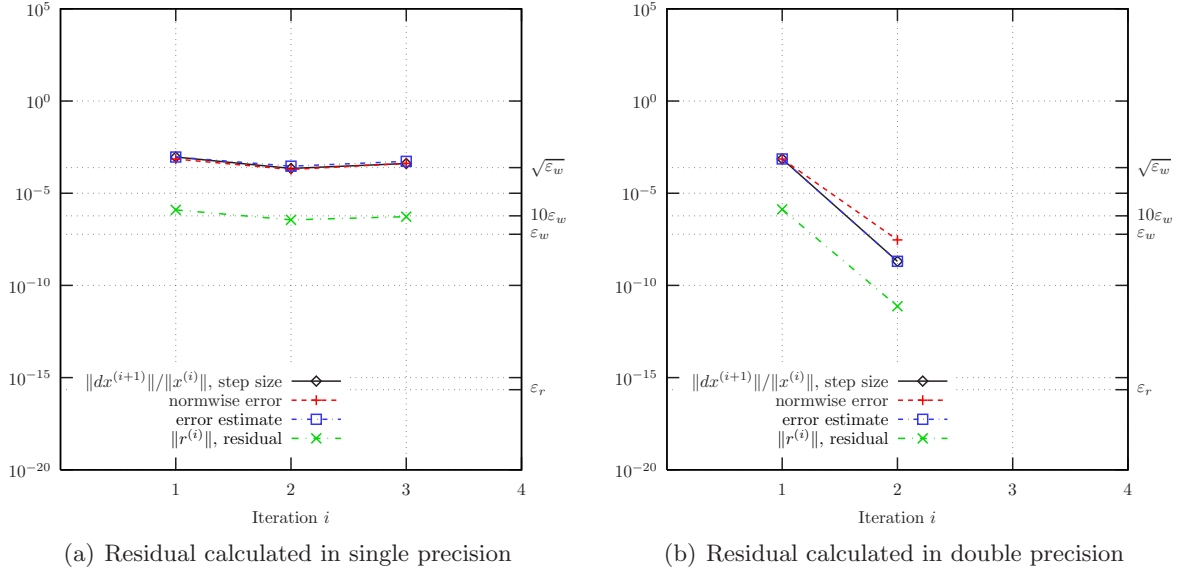 10^5
10^0
10^−5
10^−10
10^−15
10^−20
√ε_w
10ε_w
ε_w
ε_r
‖dx^(i+1)‖/‖x^(i)‖, step size
normwise error
error estimate
‖r^(i)‖, residual
1 2 3 4
Iteration i
(a) Residual calculated in single precision
10^5
10^0
10^−5
10^−10
10^−15
10^−20
√ε_w
10ε_w
ε_w
ε_r
‖dx^(i+1)‖/‖x^(i)‖, step size
normwise error
error estimate
‖r^(i)‖, residual
1 2 3 4
Iteration i
(b) Residual calculated in double precision